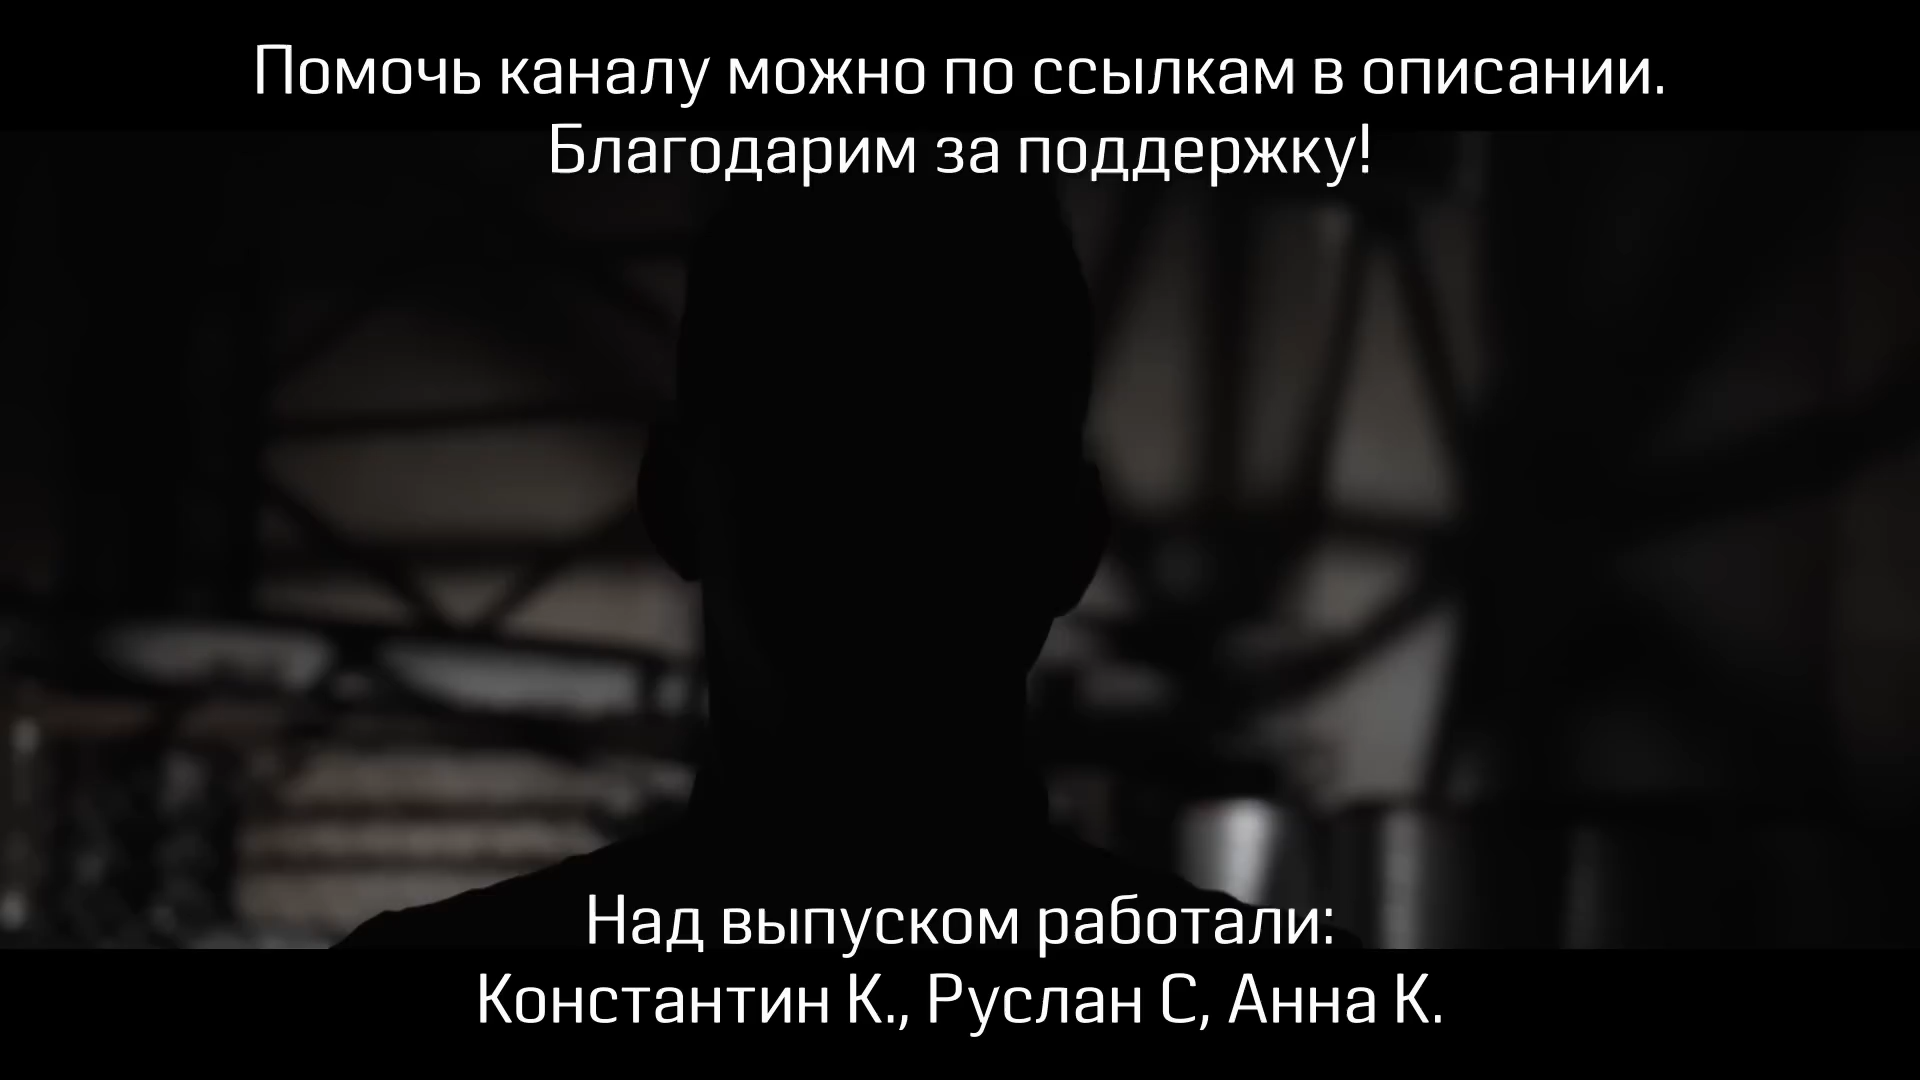 Помочь каналу можно по ссылкам в описании.
Благодарим за поддержку!
Над выпуском работали:
Константин К., Руслан С, Анна К.